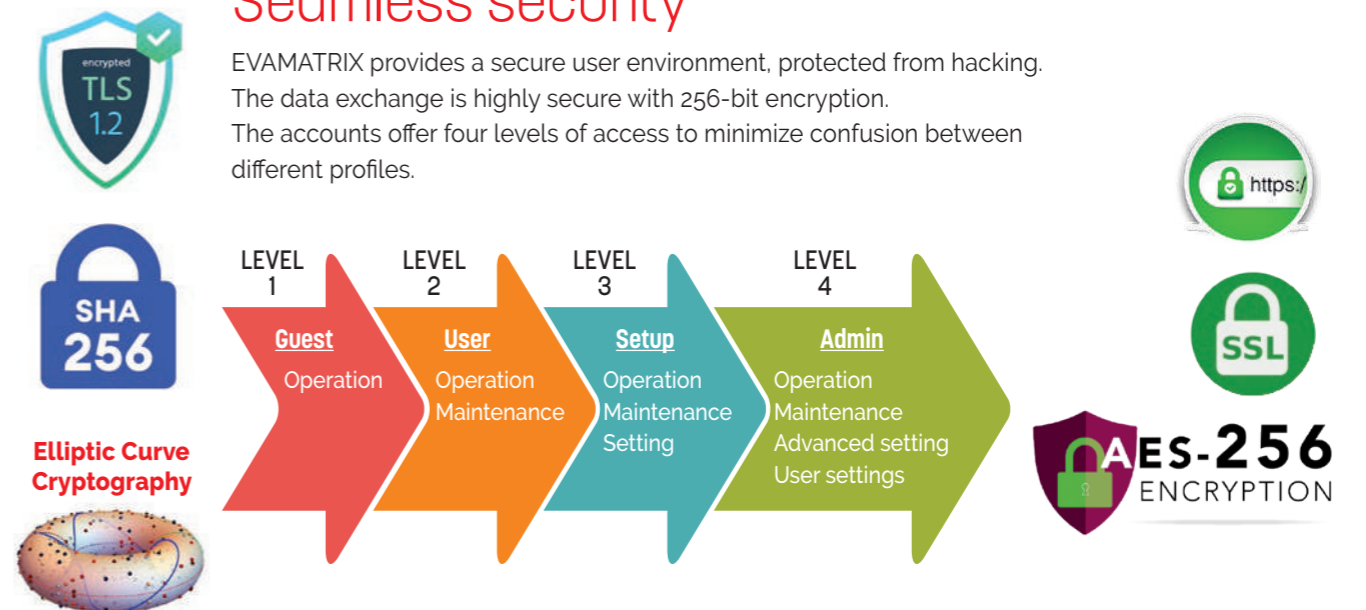 Seamless security
EVAMATRIX provides a secure user environment, protected from hacking.
The data exchange is highly secure with 256-bit encryption.
The accounts offer four levels of access to minimize confusion between
different profiles.
encrypted
TLS
1.2
SHA
256
Elliptic Curve
Cryptography
LEVEL
1
Guest
Operation
LEVEL
2
User
Operation
Maintenance
LEVEL
3
Setup
Operation
Maintenance
Setting
LEVEL
4
Admin
Operation
Maintenance
Advanced setting
User settings
https:/
SSL
AES-256
ENCRYPTION